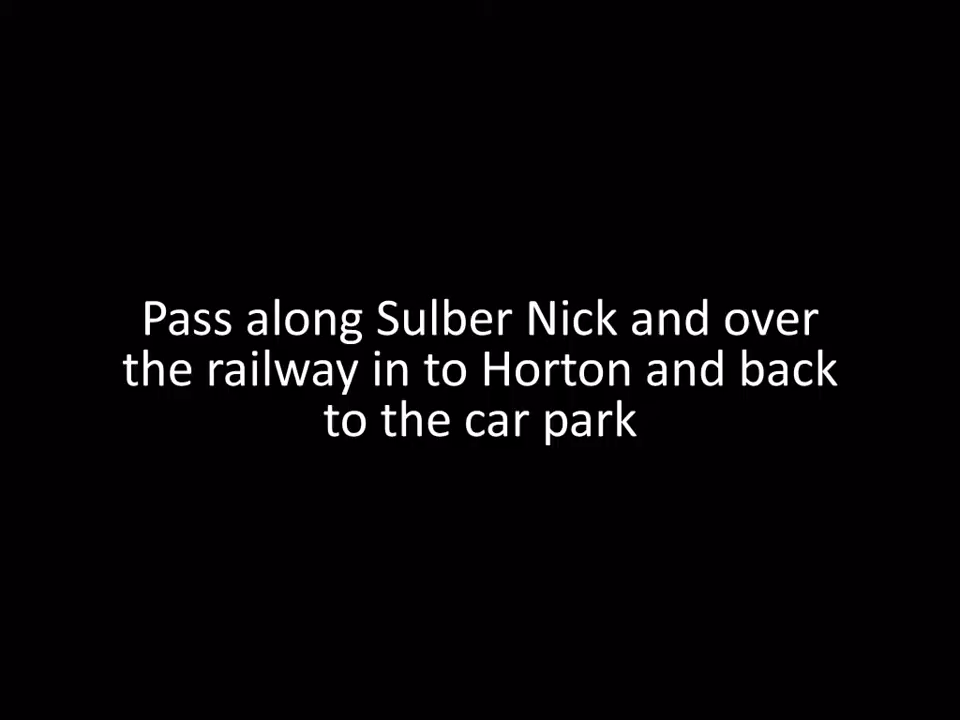 Pass along Sulber Nick and over
the railway in to Horton and back
to the car park